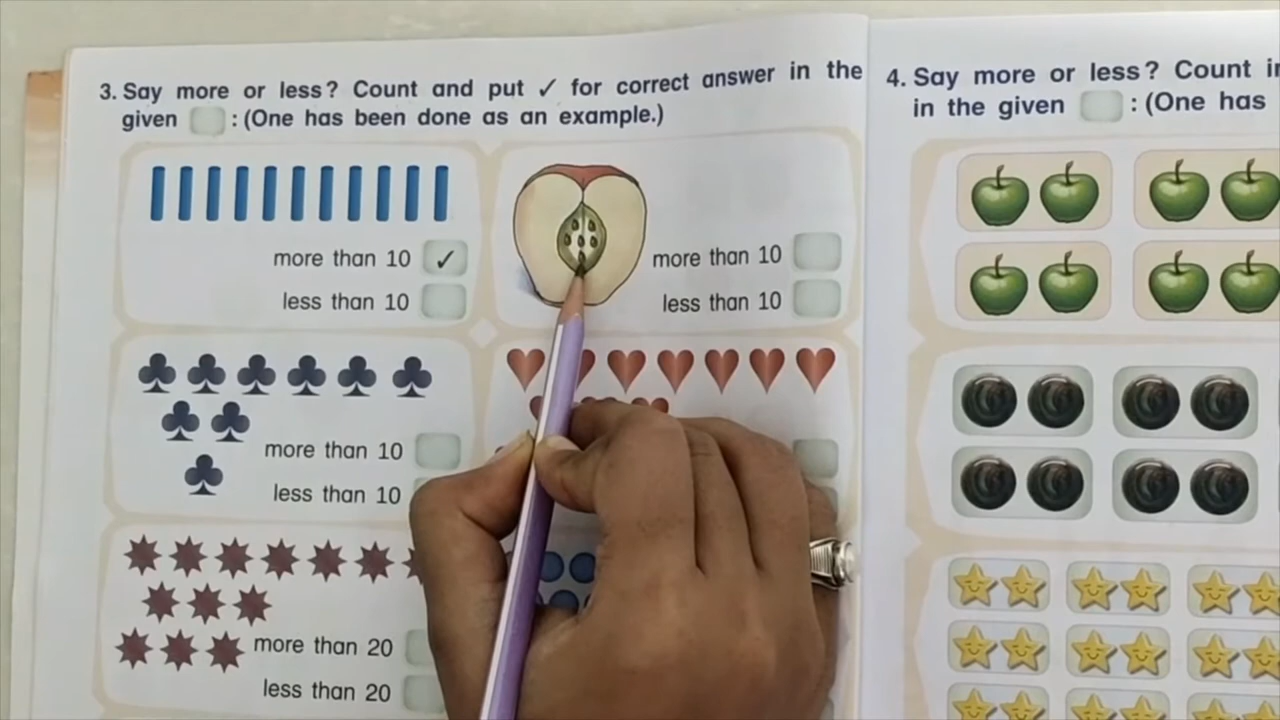 3. Say more or less? Count and put ✓ for correct answer in the
given : (One has been done as an example.)
more than 10 ✓
less than 10
more than 10
less than 10
more than 10
less than 10
more than 20
less than 20
4. Say more or less? Count
in the given : (One has